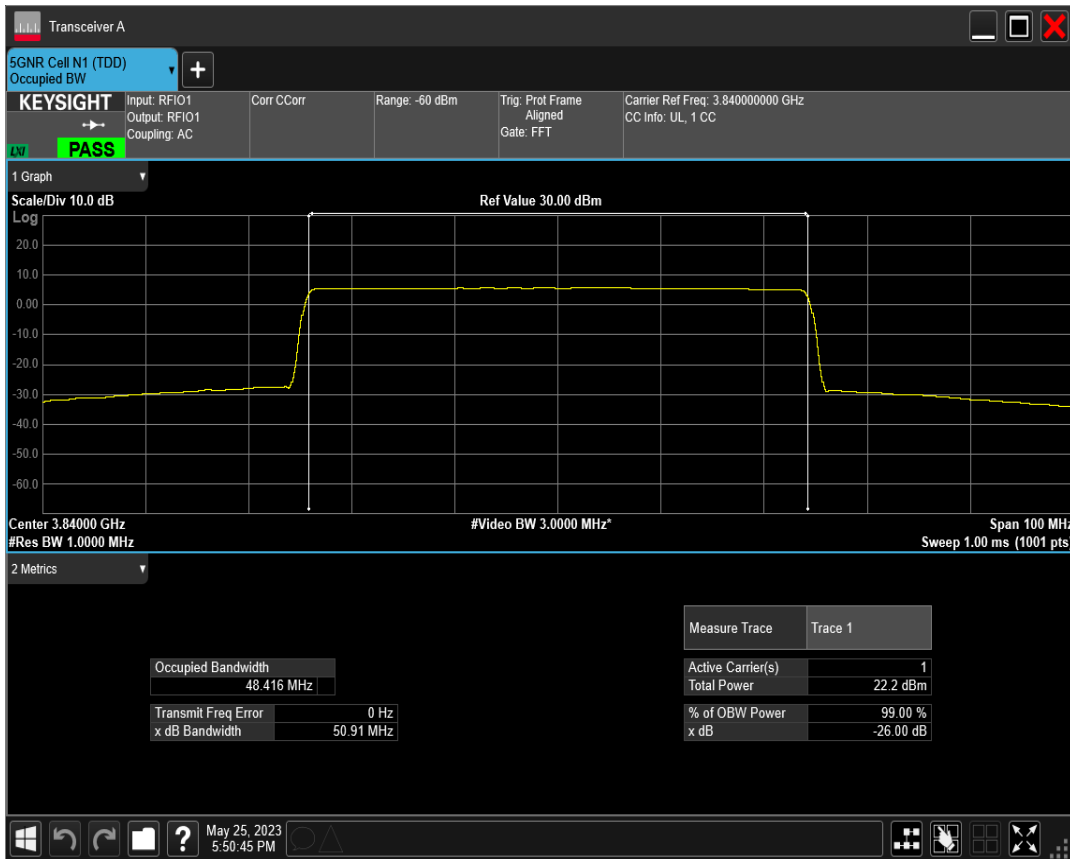 Transceiver A
5GNR Cell N1 (TDD)
Occupied BW
+
KEYSIGHT
LXI
PASS
Input: RFIO1
Output: RFIO1
Coupling: AC
Corr CCorr
Range: -60 dBm
Trig: Prot Frame
Aligned
Gate: FFT
Carrier Ref Freq: 3.840000000 GHz
CC Info: UL, 1 CC
1 Graph
Scale/Div 10.0 dB
Ref Value 30.00 dBm
Log
20.0
10.0
0.00
-10.0
-20.0
-30.0
-40.0
-50.0
-60.0
Center 3.84000 GHz
#Video BW 3.0000 MHz*
Span 100 MHz
#Res BW 1.0000 MHz
Sweep 1.00 ms (1001 pts)
2 Metrics
Measure Trace Trace 1
Occupied Bandwidth
48.416 MHz
Active Carrier(s) 1
Total Power 22.2 dBm
Transmit Freq Error 0 Hz
x dB Bandwidth 50.91 MHz
% of OBW Power 99.00 %
x dB -26.00 dB
?
May 25, 2023
5:50:45 PM